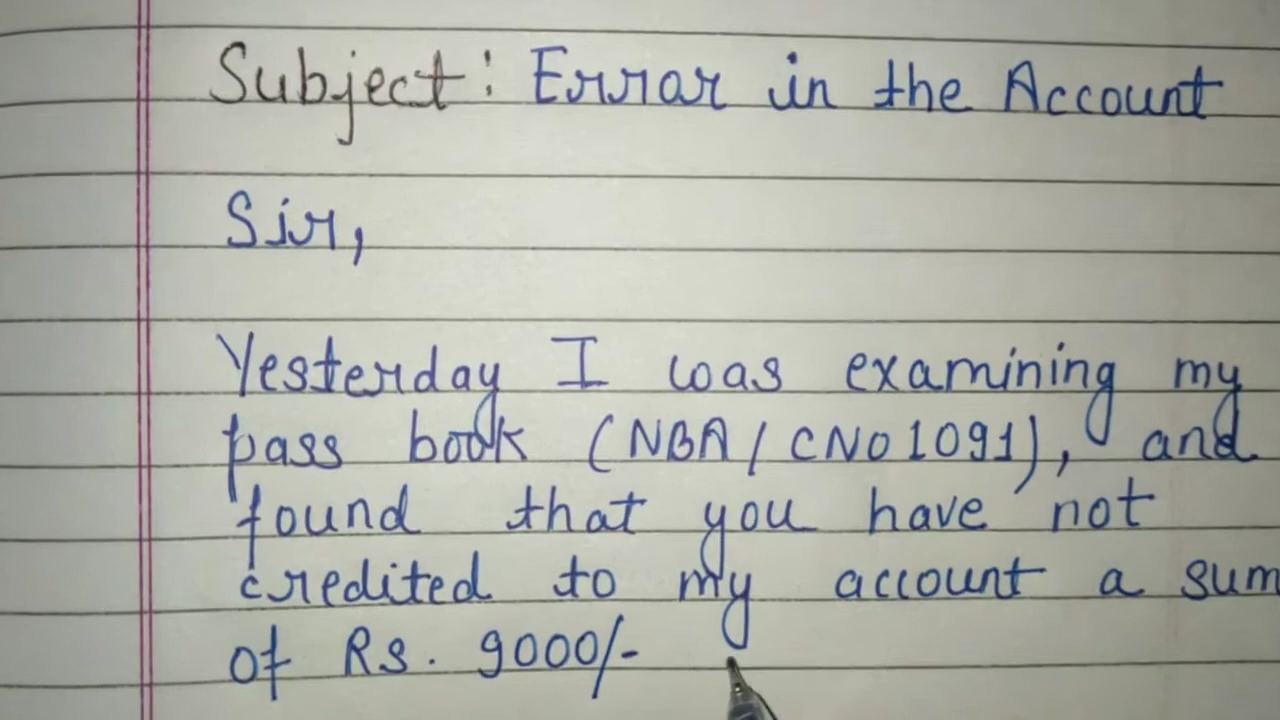 Subject: Error in the Account
Sir,
Yesterday I was examining my
pass book (NBA/CNO1091), and
found that you have not
credited to my account a sum
of Rs. 9000/-